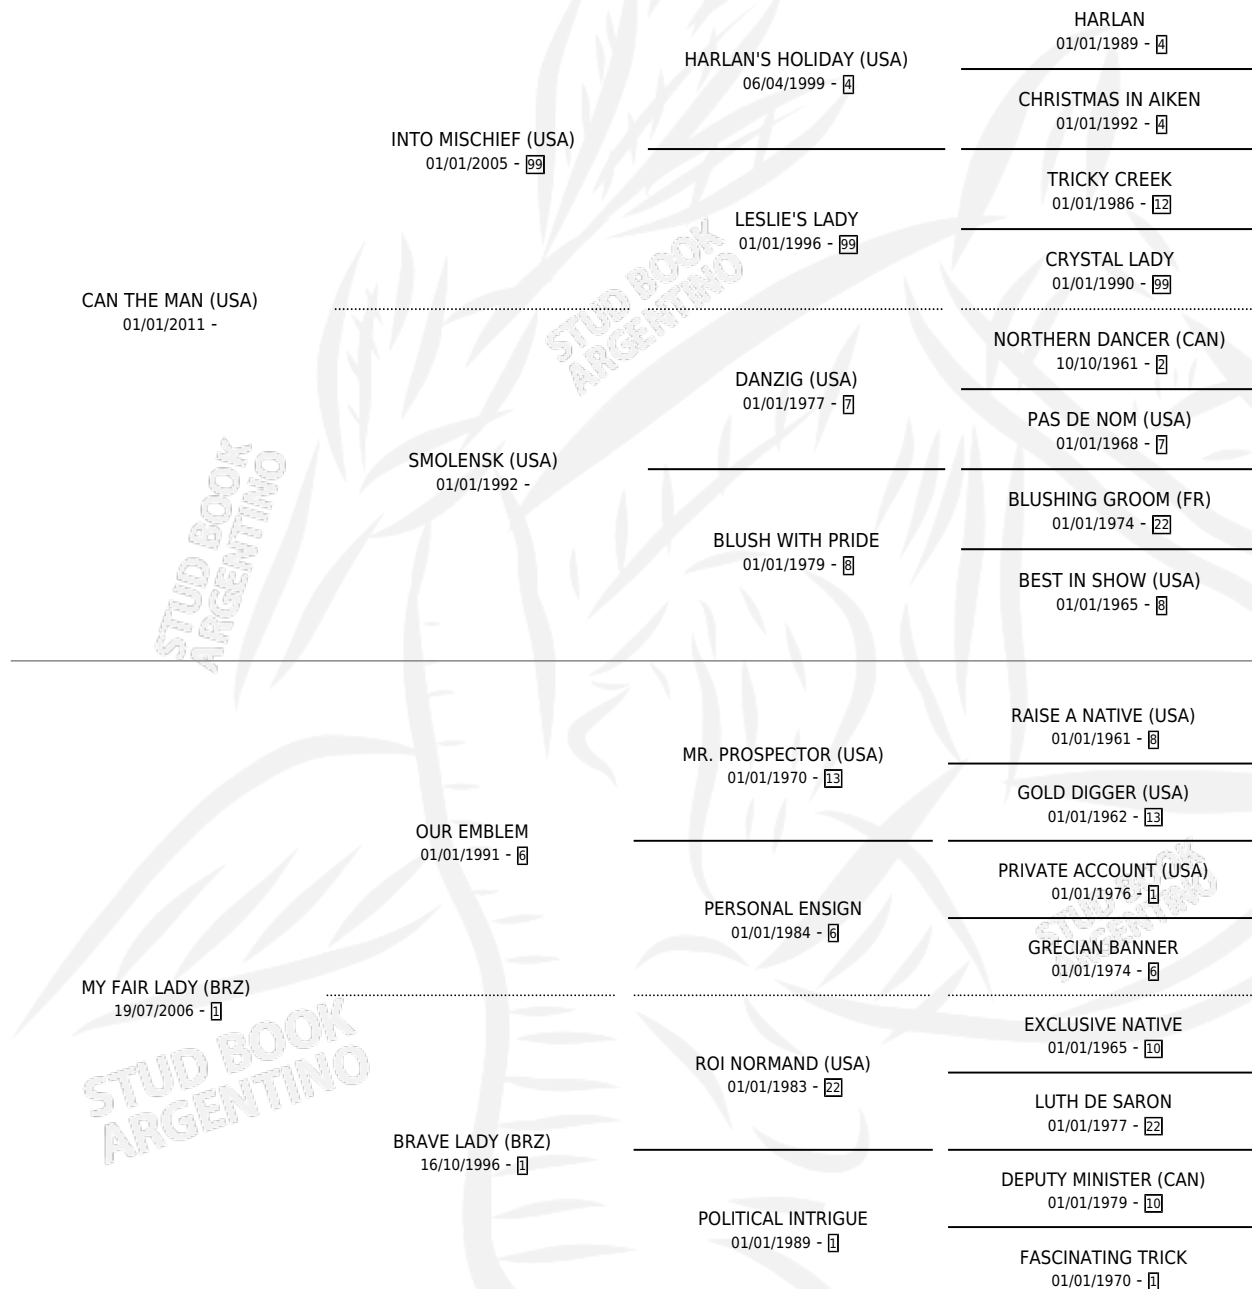 HARLAN
01/01/1989 - 4
HARLAN'S HOLIDAY (USA)
06/04/1999 - 4
CHRISTMAS IN AIKEN
01/01/1992 - 4
INTO MISCHIEF (USA)
01/01/2005 - 99
TRICKY CREEK
01/01/1986 - 12
LESLIE'S LADY
01/01/1996 - 99
CRYSTAL LADY
01/01/1990 - 99
CAN THE MAN (USA)
01/01/2011 -
NORTHERN DANCER (CAN)
10/10/1961 - 2
DANZIG (USA)
01/01/1977 - 7
PAS DE NOM (USA)
01/01/1968 - 7
SMOLENSK (USA)
01/01/1992 -
BLUSHING GROOM (FR)
01/01/1974 - 22
BLUSH WITH PRIDE
01/01/1979 - 8
BEST IN SHOW (USA)
01/01/1965 - 8
RAISE A NATIVE (USA)
01/01/1961 - 8
MR. PROSPECTOR (USA)
01/01/1970 - 13
GOLD DIGGER (USA)
01/01/1962 - 13
OUR EMBLEM
01/01/1991 - 6
PRIVATE ACCOUNT (USA)
01/01/1976 - 1
PERSONAL ENSIGN
01/01/1984 - 6
GRECIAN BANNER
01/01/1974 - 6
MY FAIR LADY (BRZ)
19/07/2006 - 1
EXCLUSIVE NATIVE
01/01/1965 - 10
ROI NORMAND (USA)
01/01/1983 - 22
LUTH DE SARON
01/01/1977 - 22
BRAVE LADY (BRZ)
16/10/1996 - 1
DEPUTY MINISTER (CAN)
01/01/1979 - 10
POLITICAL INTRIGUE
01/01/1989 - 1
FASCINATING TRICK
01/01/1970 - 1
STUD BOOK
ARGENTINO
STUD BOOK
ARGENTINO
STUD BOOK
ARGENTINO
STUD BOOK
ARGENTINO